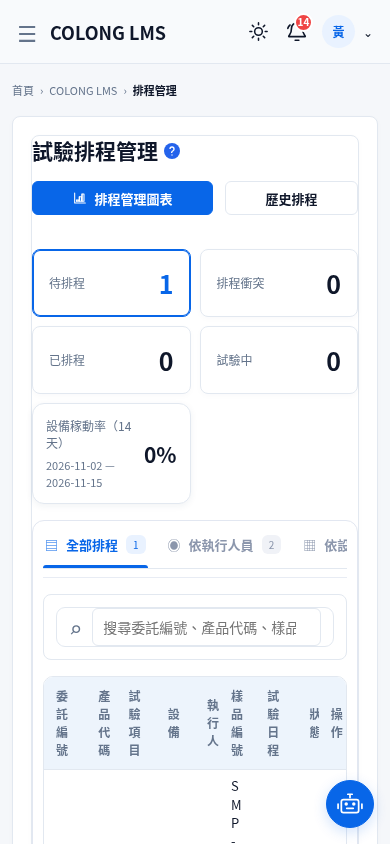 COLONG LMS
14
黃
首頁 › COLONG LMS › 排程管理
試驗排程管理 ?
排程管理圖表
歷史排程
待排程 1
排程衝突 0
已排程 0
試驗中 0
設備稼動率（14
天）
2026-11-02 —
2026-11-15
0%
全部排程 1
依執行人員 2
依設
搜尋委託編號、產品代碼、樣品
委託編號
產品代碼
試驗項目
設備
執行人
樣品編號
試驗日程
狀態
操作
S
M
P
-